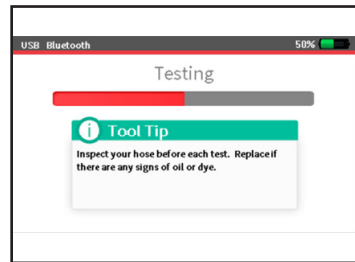 USB Bluetooth 50%
Testing
i Tool Tip
Inspect your hose before each test. Replace if
there are any signs of oil or dye.